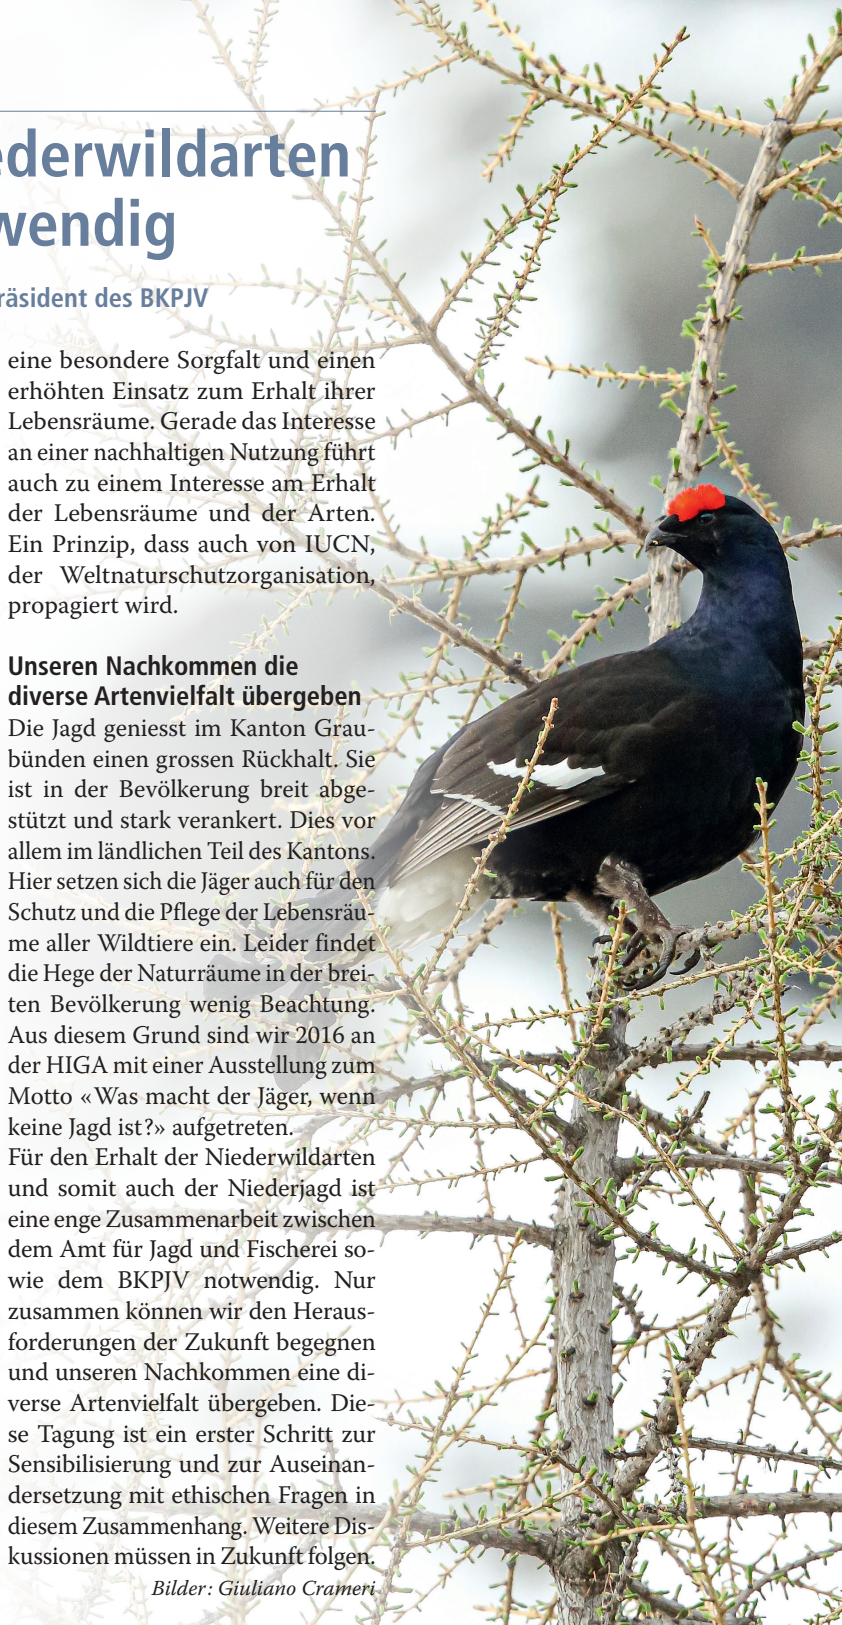 ederwildarten
wendig
räsident des BKPJV
eine besondere Sorgfalt und einen
erhöhten Einsatz zum Erhalt ihrer
Lebensräume. Gerade das Interesse
an einer nachhaltigen Nutzung führt
auch zu einem Interesse am Erhalt
der Lebensräume und der Arten.
Ein Prinzip, dass auch von IUCN,
der Weltnaturschutzorganisation,
propagiert wird.
Unseren Nachkommen die
diverse Artenvielfalt übergeben
Die Jagd geniesst im Kanton Grau-
bünden einen grossen Rückhalt. Sie
ist in der Bevölkerung breit abge-
stützt und stark verankert. Dies vor
allem im ländlichen Teil des Kantons.
Hier setzen sich die Jäger auch für den
Schutz und die Pflege der Lebensräu-
me aller Wildtiere ein. Leider findet
die Hege der Naturräume in der brei-
ten Bevölkerung wenig Beachtung.
Aus diesem Grund sind wir 2016 an
der HIGA mit einer Ausstellung zum
Motto «Was macht der Jäger, wenn
keine Jagd ist?» aufgetreten.
Für den Erhalt der Niederwildarten
und somit auch der Niederjagd ist
eine enge Zusammenarbeit zwischen
dem Amt für Jagd und Fischerei so-
wie dem BKPJV notwendig. Nur
zusammen können wir den Heraus-
forderungen der Zukunft begegnen
und unseren Nachkommen eine di-
verse Artenvielfalt übergeben. Die-
se Tagung ist ein erster Schritt zur
Sensibilisierung und zur Auseinan-
dersetzung mit ethischen Fragen in
diesem Zusammenhang. Weitere Dis-
kussionen müssen in Zukunft folgen.
Bilder: Giuliano Crameri